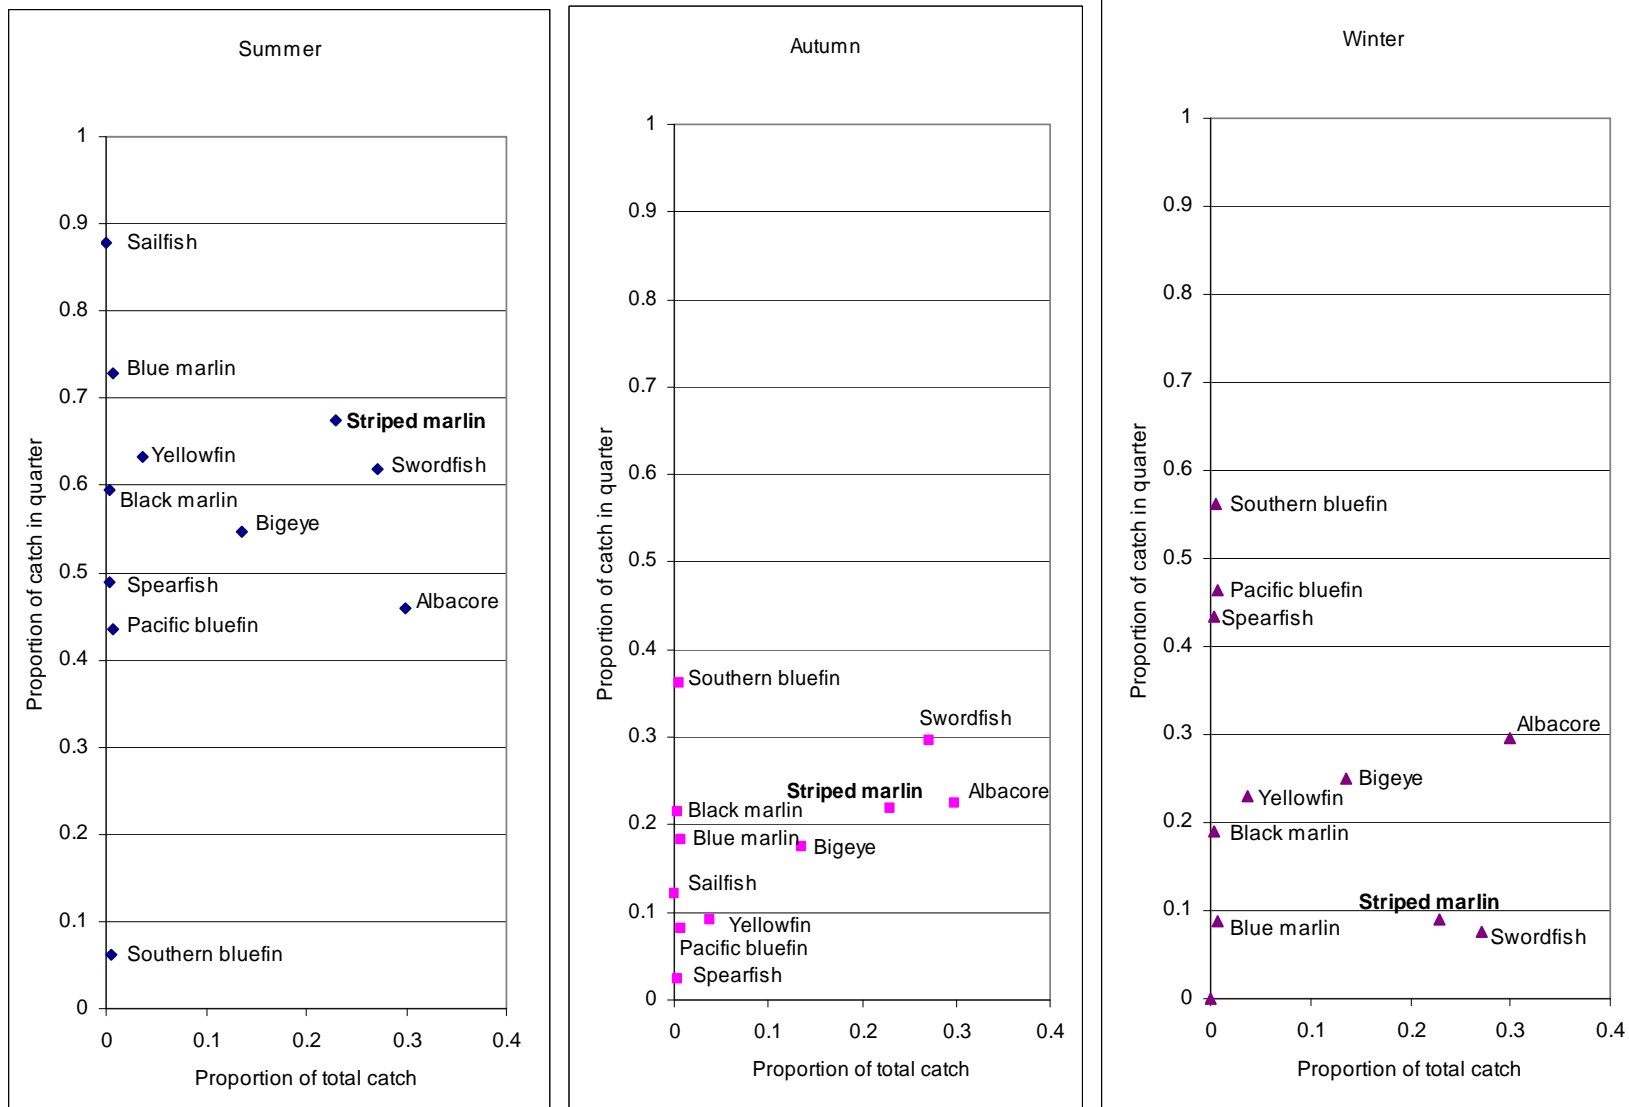 Summer
1
0.9
0.8
0.7
0.6
0.5
0.4
0.3
0.2
0.1
0
Sailfish
Blue marlin
Striped marlin
Yellowfin
Swordfish
Black marlin
Bigeye
Spearfish
Albacore
Pacific bluefin
Southern bluefin
0 0.1 0.2 0.3 0.4
Proportion of total catch
Proportion of catch in quarter
Autumn
1
0.9
0.8
0.7
0.6
0.5
0.4
0.3
0.2
0.1
0
Southern bluefin
Swordfish
Striped marlin
Albacore
Black marlin
Blue marlin
Bigeye
Sailfish
Yellowfin
Pacific bluefin
Spearfish
0 0.1 0.2 0.3 0.4
Proportion of total catch
Proportion of catch in quarter
Winter
1
0.9
0.8
0.7
0.6
0.5
0.4
0.3
0.2
0.1
0
Southern bluefin
Pacific bluefin
Spearfish
Albacore
Bigeye
Yellowfin
Black marlin
Striped marlin
Blue marlin
Swordfish
0 0.1 0.2 0.3 0.4
Proportion of total catch
Proportion of catch in quarter